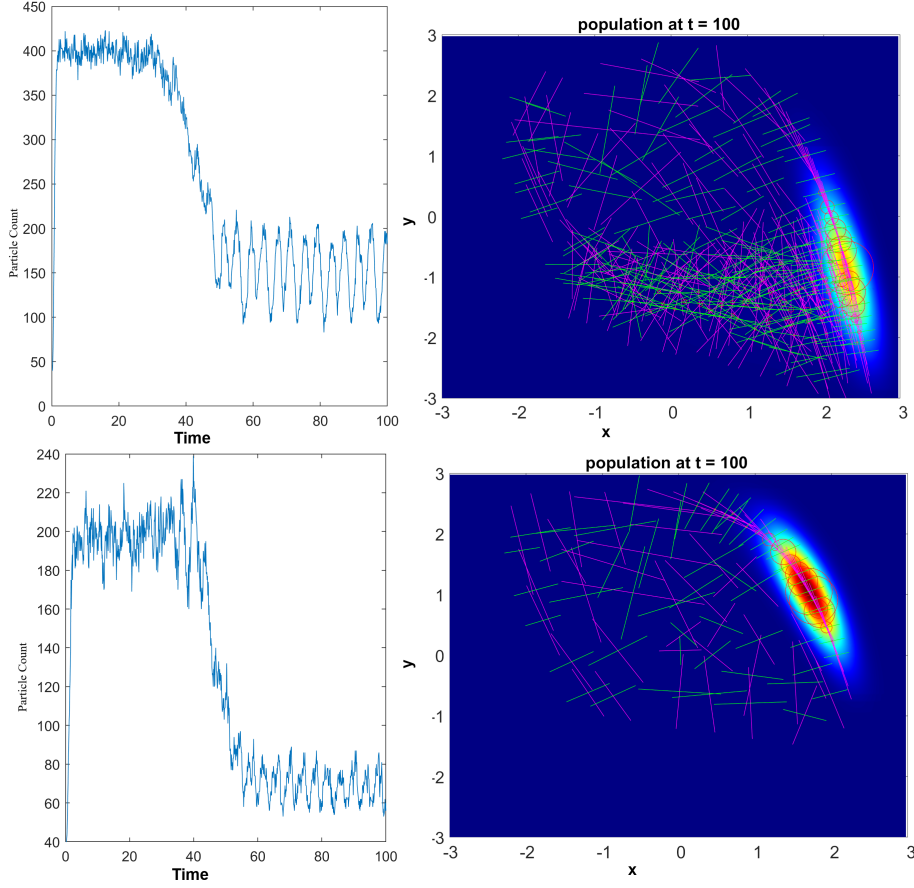 450
400
350
300
250
200
150
100
50
0
Particle Count
0 20 40 60 80 100
Time
population at t = 100
3
2
1
0
-1
-2
-3
y
-3 -2 -1 0 1 2 3
x
240
220
200
180
160
140
120
100
80
60
40
Particle Count
0 20 40 60 80 100
Time
population at t = 100
3
2
1
0
-1
-2
-3
y
-3 -2 -1 0 1 2 3
x